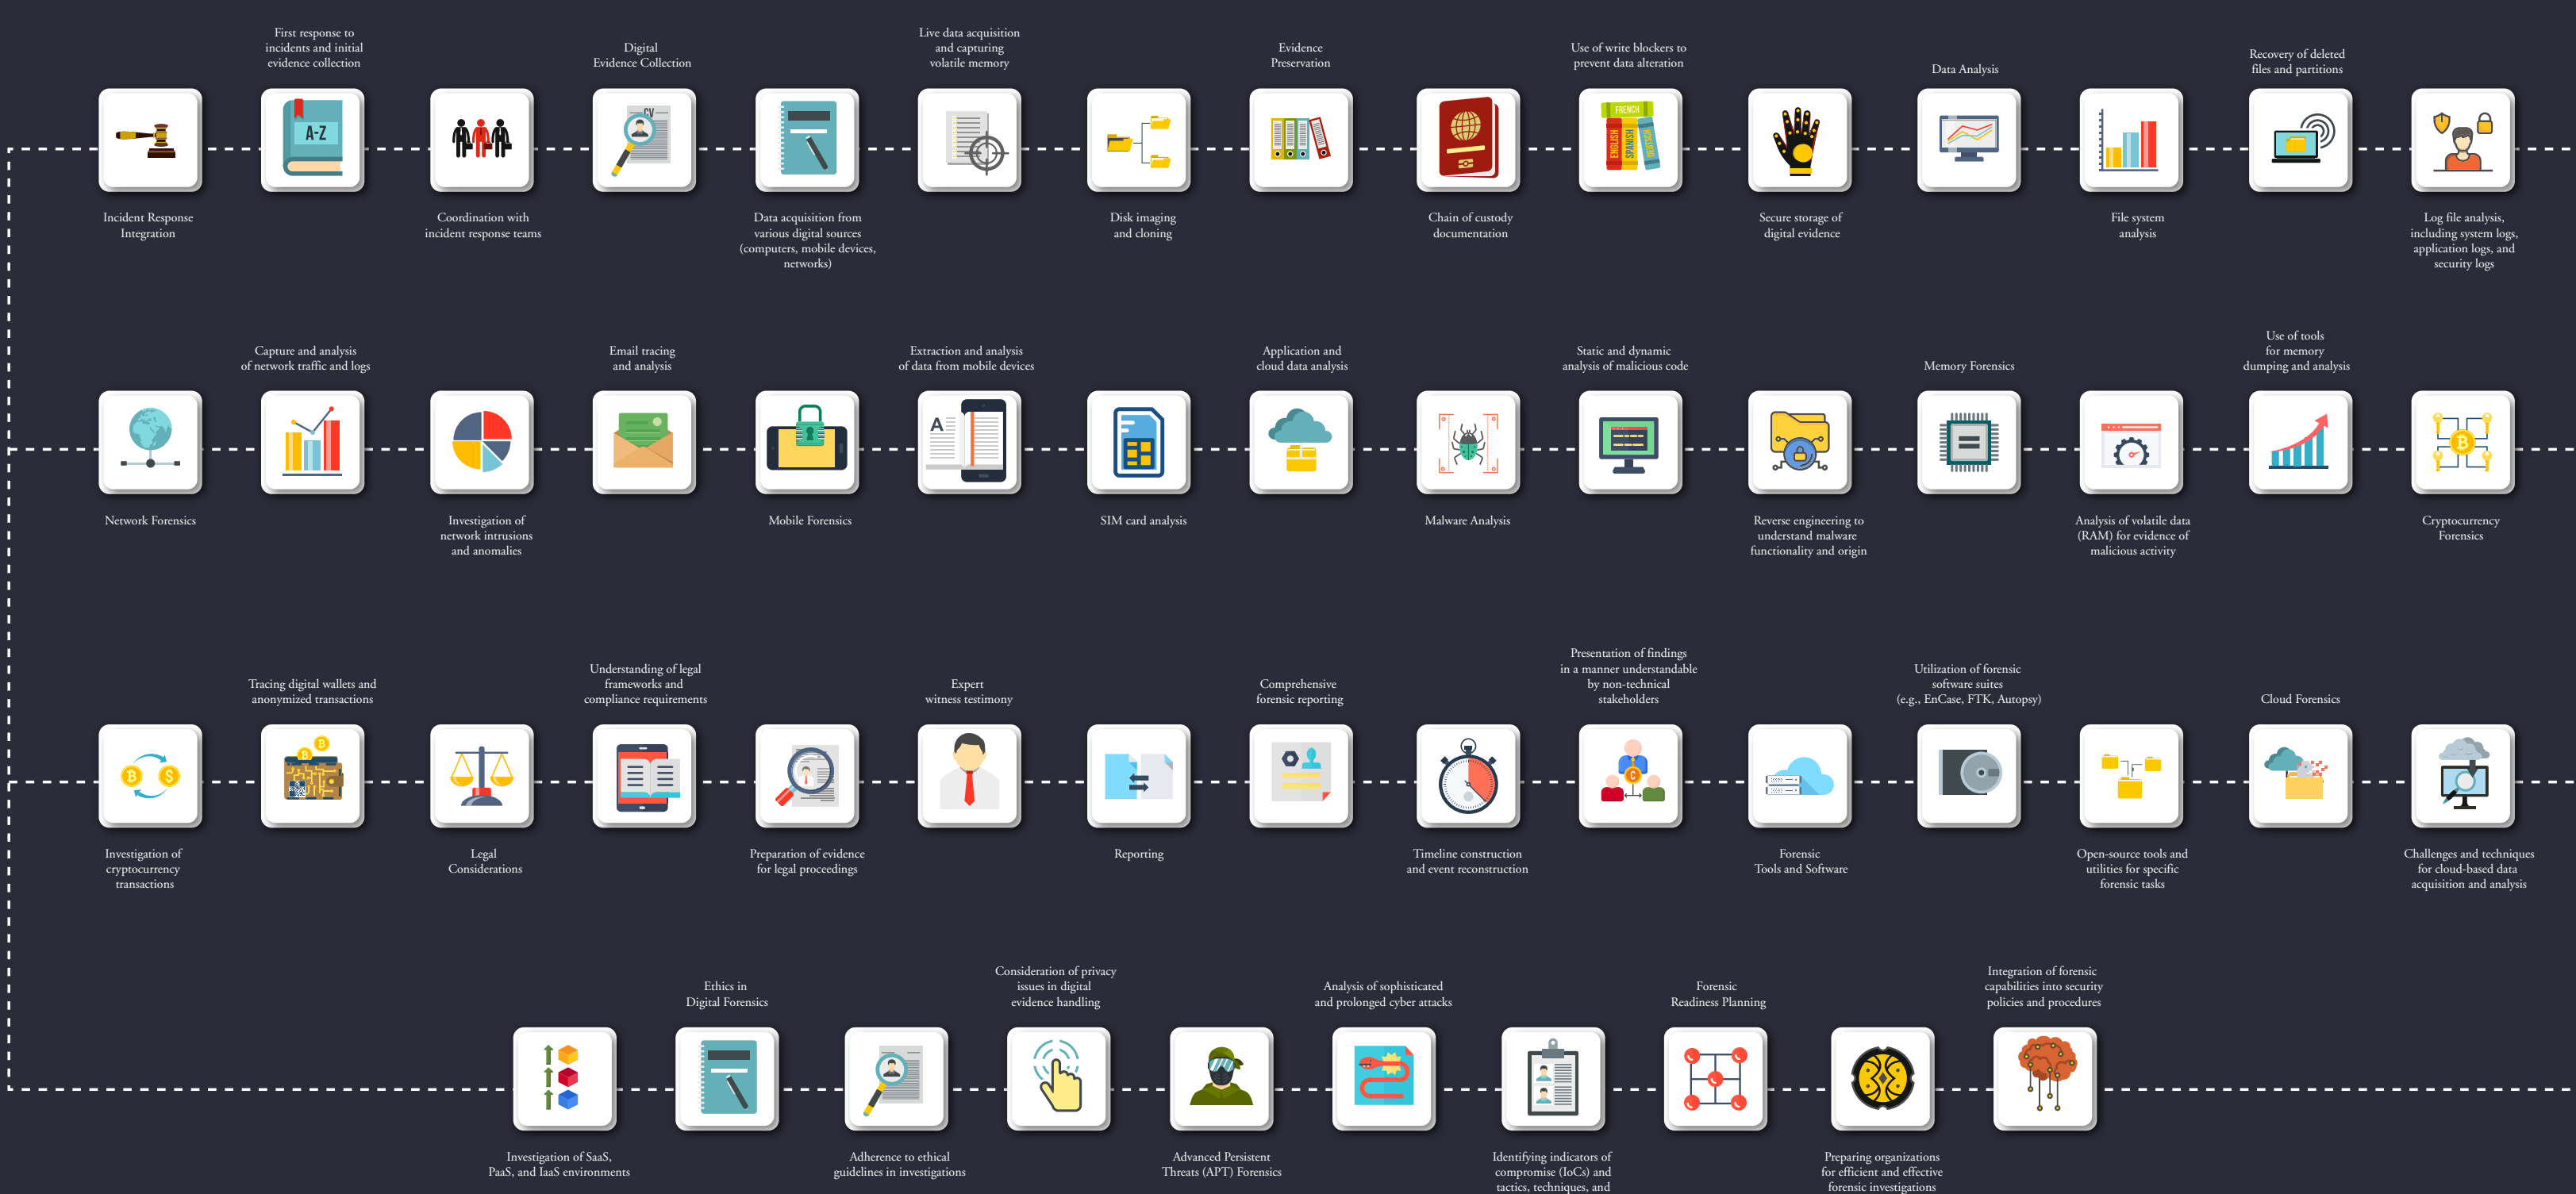 First response to
incidents and initial
evidence collection
Digital
Evidence Collection
Live data acquisition
and capturing
volatile memory
Evidence
Preservation
Use of write blockers to
prevent data alteration
Data Analysis
Recovery of deleted
files and partitions
A-Z
CV
FRENCH
ENGLISH
SPANISH
Incident Response
Integration
Coordination with
incident response teams
Data acquisition from
various digital sources
(computers, mobile devices,
networks)
Disk imaging
and cloning
Chain of custody
documentation
Secure storage of
digital evidence
File system
analysis
Log file analysis,
including system logs,
application logs, and
security logs
Capture and analysis
of network traffic and logs
Email tracing
and analysis
Extraction and analysis
of data from mobile devices
Application and
cloud data analysis
Static and dynamic
analysis of malicious code
Memory Forensics
Use of tools
for memory
dumping and analysis
A
Network Forensics
Investigation of
network intrusions
and anomalies
Mobile Forensics
SIM card analysis
Malware Analysis
Reverse engineering to
understand malware
functionality and origin
Analysis of volatile data
(RAM) for evidence of
malicious activity
Cryptocurrency
Forensics
Tracing digital wallets and
anonymized transactions
Understanding of legal
frameworks and
compliance requirements
Expert
witness testimony
Comprehensive
forensic reporting
Presentation of findings
in a manner understandable
by non-technical
stakeholders
Utilization of forensic
software suites
(e.g., EnCase, FTK, Autopsy)
Cloud Forensics
Investigation of
cryptocurrency
transactions
Legal
Considerations
Preparation of evidence
for legal proceedings
Reporting
Timeline construction
and event reconstruction
Forensic
Tools and Software
Open-source tools and
utilities for specific
forensic tasks
Challenges and techniques
for cloud-based data
acquisition and analysis
Ethics in
Digital Forensics
Consideration of privacy
issues in digital
evidence handling
Analysis of sophisticated
and prolonged cyber attacks
Forensic
Readiness Planning
Integration of forensic
capabilities into security
policies and procedures
Investigation of SaaS,
PaaS, and IaaS environments
Adherence to ethical
guidelines in investigations
Advanced Persistent
Threats (APT) Forensics
Identifying indicators of
compromise (IoCs) and
tactics, techniques, and
Preparing organizations
for efficient and effective
forensic investigations